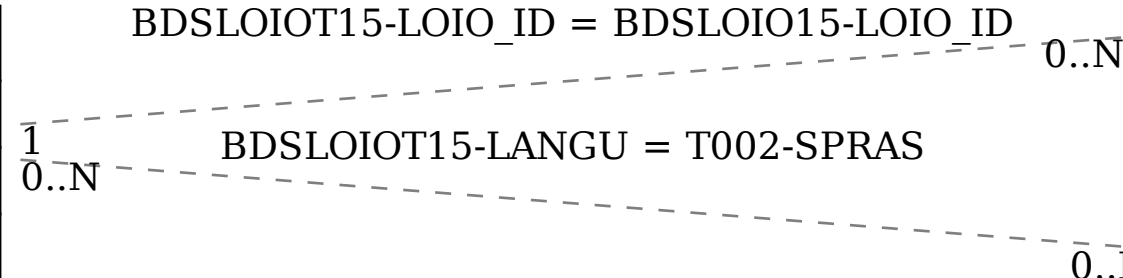 BDSLOIOT15-LOIO_ID = BDSLOIO15-LOIO_ID
0..N
1
BDSLOIOT15-LANGU = T002-SPRAS
0..N